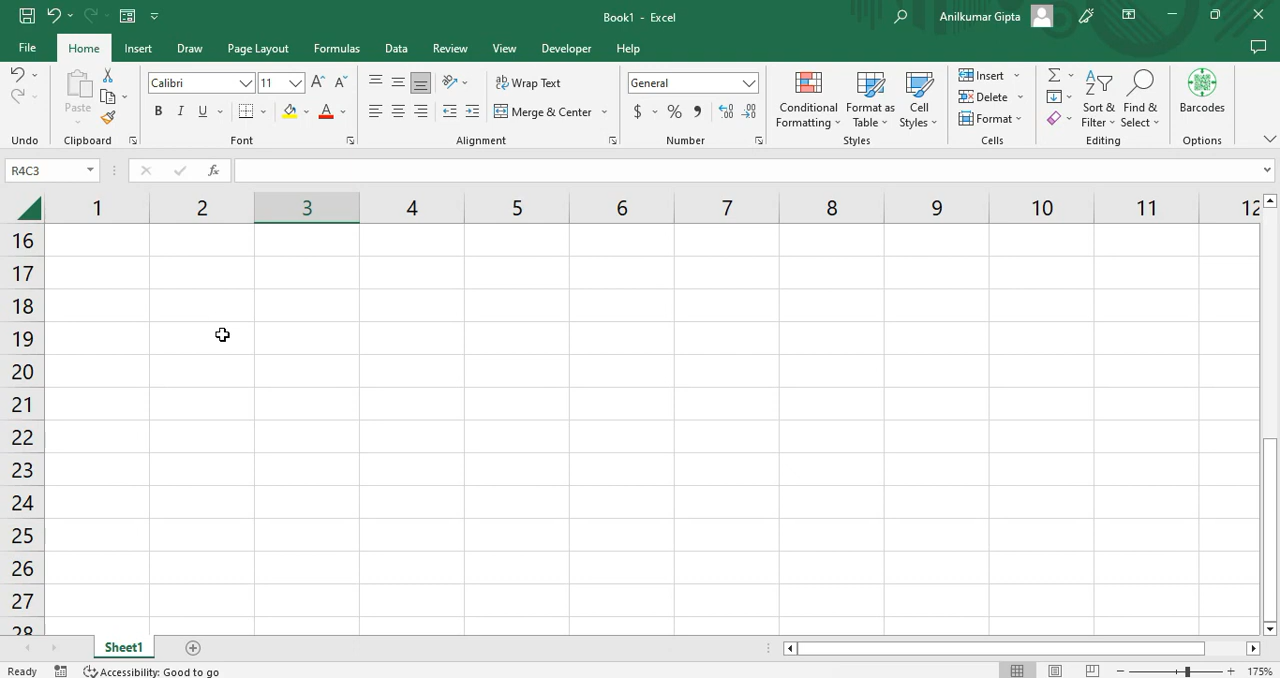 Book1 - Excel
Anilkumar Gipta
File
Home
Insert
Draw
Page Layout
Formulas
Data
Review
View
Developer
Help
Paste
Calibri
11
Wrap Text
General
Conditional Formatting
Format as Table
Cell Styles
Insert
Delete
Format
Sort & Filter
Find & Select
Barcodes
B I U A
Merge & Center
$ %
Undo
Clipboard
Font
Alignment
Number
Styles
Cells
Editing
Options
R4C3
fx
1 2 3 4 5 6 7 8 9 10 11 12
16
17
18
19
20
21
22
23
24
25
26
27
28
Sheet1
Ready
Accessibility: Good to go
175%